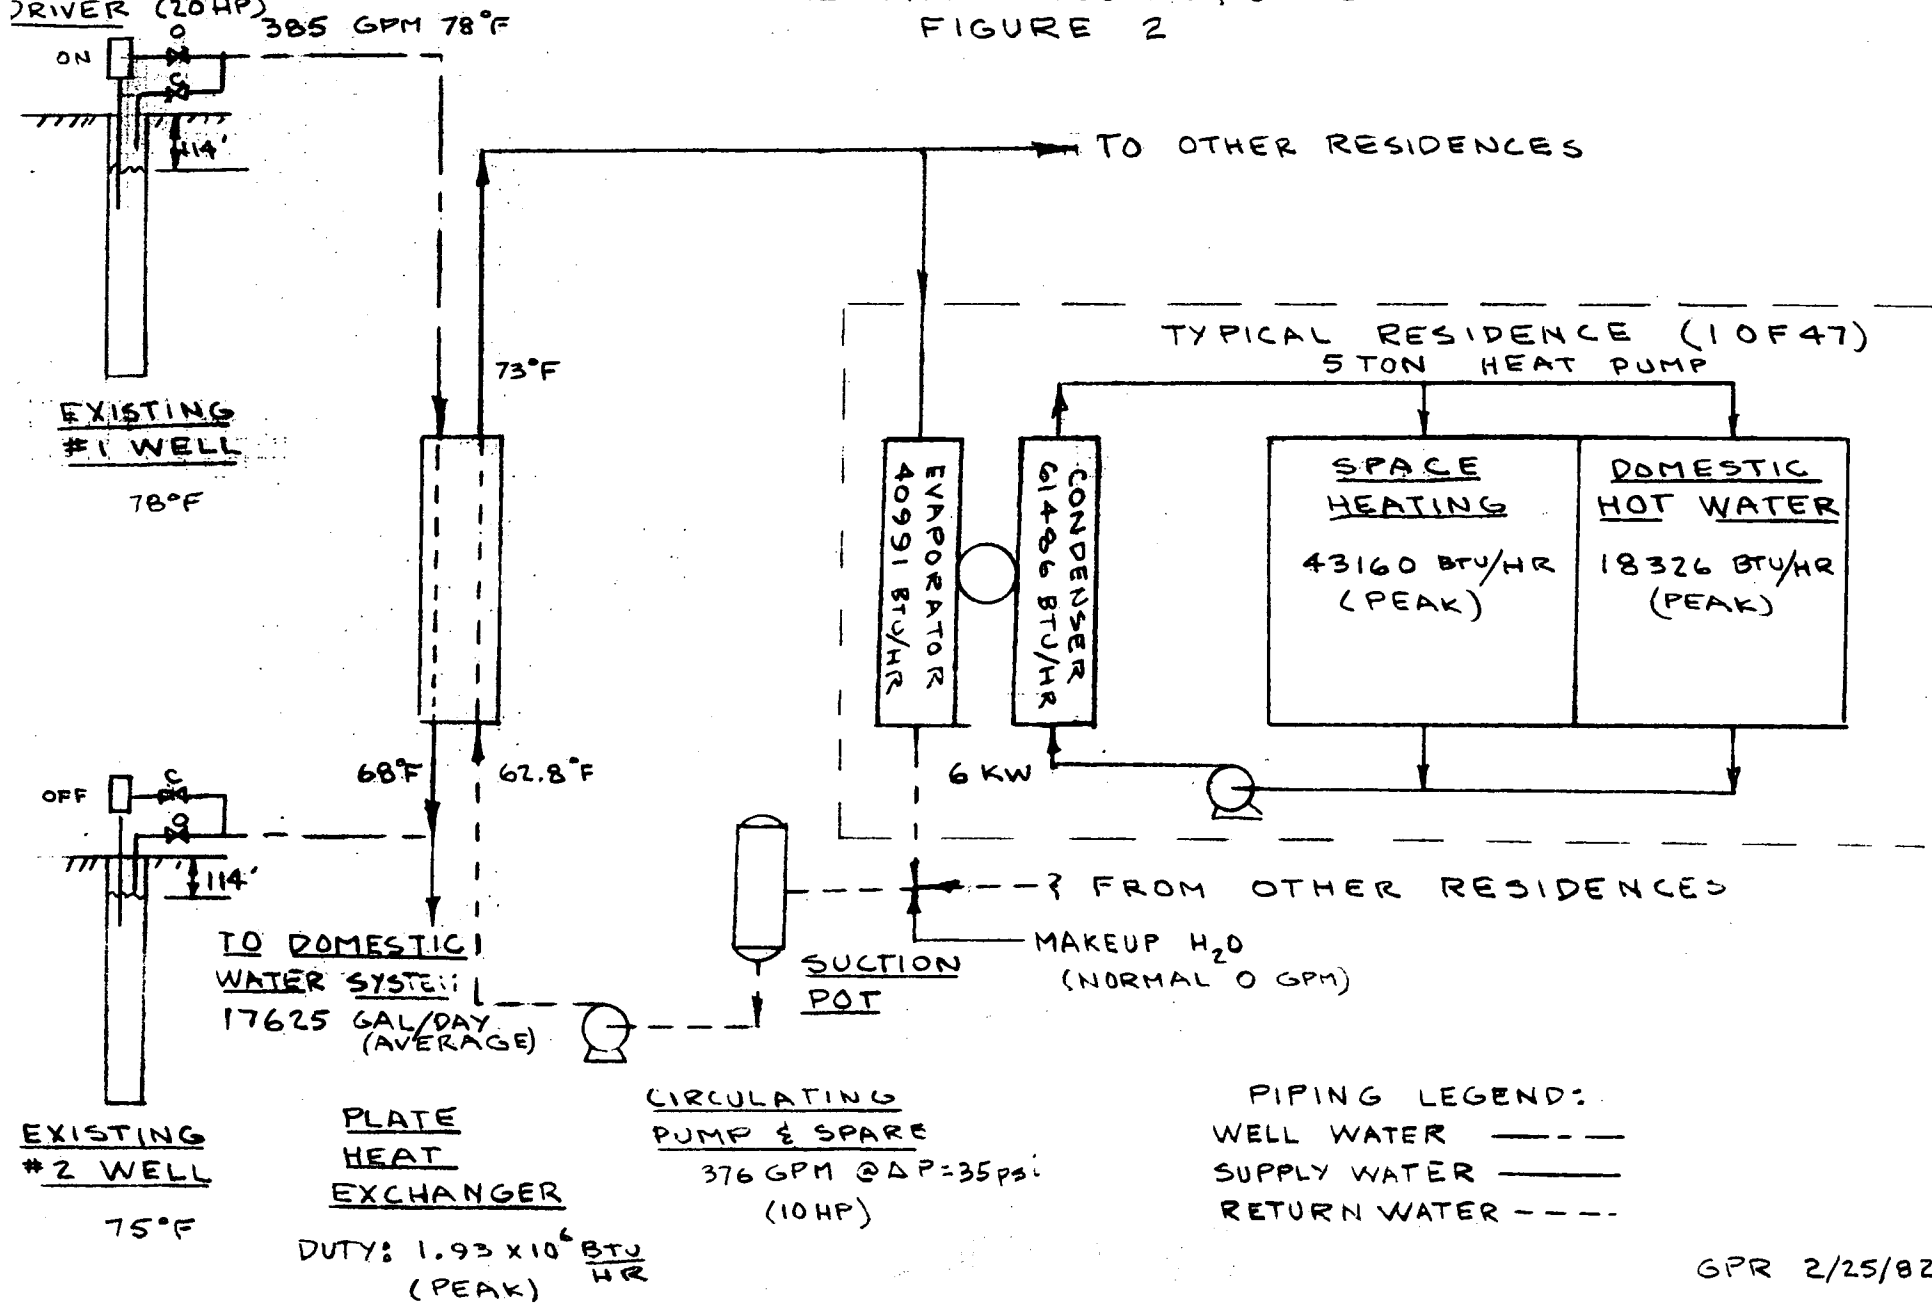 DRIVER (20 HP)
385 GPM 78°F
FIGURE 2
O
ON
C
114'
TO OTHER RESIDENCES
TYPICAL RESIDENCE (1 OF 47)
5 TON HEAT PUMP
73°F
EXISTING
#1 WELL
78°F
EVAPORATOR
40991 BTU/HR
CONDENSER
61486 BTU/HR
SPACE
HEATING
43160 BTU/HR
(PEAK)
DOMESTIC
HOT WATER
18326 BTU/HR
(PEAK)
68°F
62.8°F
6 KW
OFF
C
O
114'
FROM OTHER RESIDENCES
MAKEUP H₂O
(NORMAL O GPM)
SUCTION
POT
TO DOMESTIC
WATER SYSTEM
17625 GAL/DAY
(AVERAGE)
EXISTING
#2 WELL
75°F
PLATE
HEAT
EXCHANGER
DUTY: 1.93 x 10⁶ BTU/HR
(PEAK)
CIRCULATING
PUMP & SPARE
376 GPM @ ΔP=35psi
(10 HP)
PIPING LEGEND:
WELL WATER
SUPPLY WATER
RETURN WATER
GPR 2/25/82